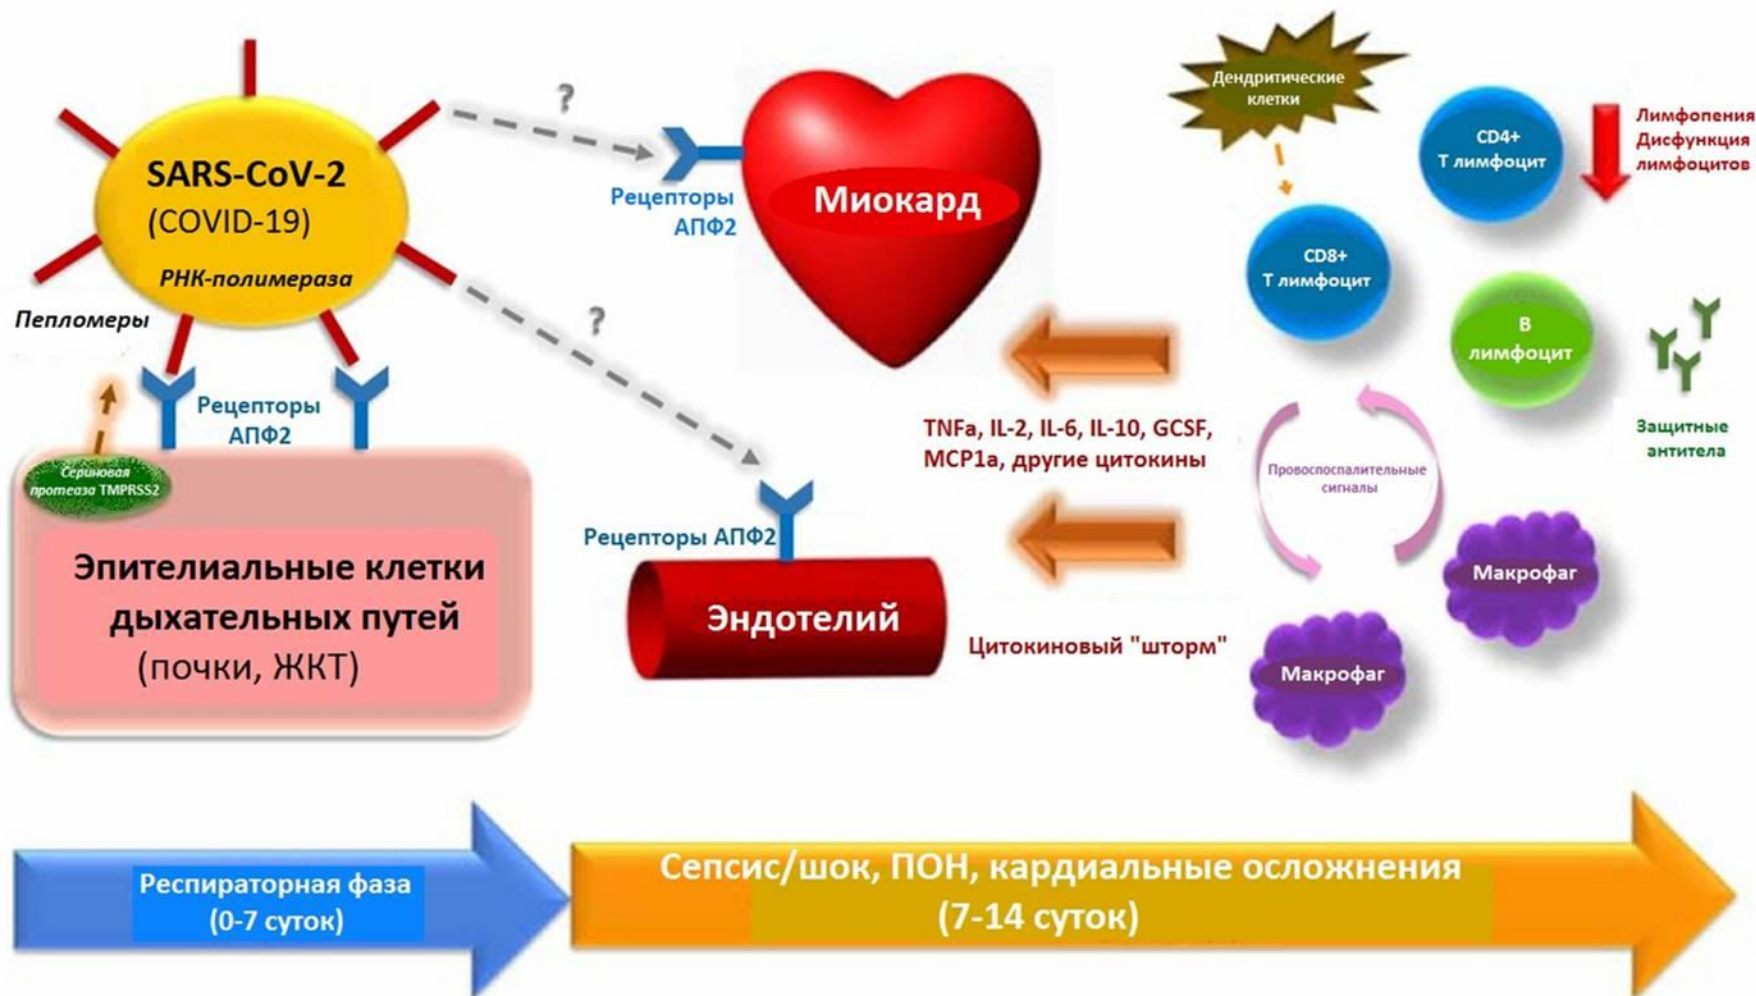 SARS-CoV-2
(COVID-19)
РНК-полимераза
Пепломеры
Рецепторы
АПФ2
Сериновая
протеаза TMPRSS2
Эпителиальные клетки
дыхательных путей
(почки, ЖКТ)
?
?
Рецепторы
АПФ2
Миокард
Рецепторы АПФ2
Эндотелий
TNFa, IL-2, IL-6, IL-10, GCSF,
MCP1a, другие цитокины
Цитокиновый "шторм"
Дендритические
клетки
CD4+
Т лимфоцит
Лимфопения
Дисфункция
лимфоцитов
CD8+
Т лимфоцит
В
лимфоцит
Защитные
антитела
Провоспоспалительные
сигналы
Макрофаг
Макрофаг
Респираторная фаза
(0-7 суток)
Сепсис/шок, ПОН, кардиальные осложнения
(7-14 суток)